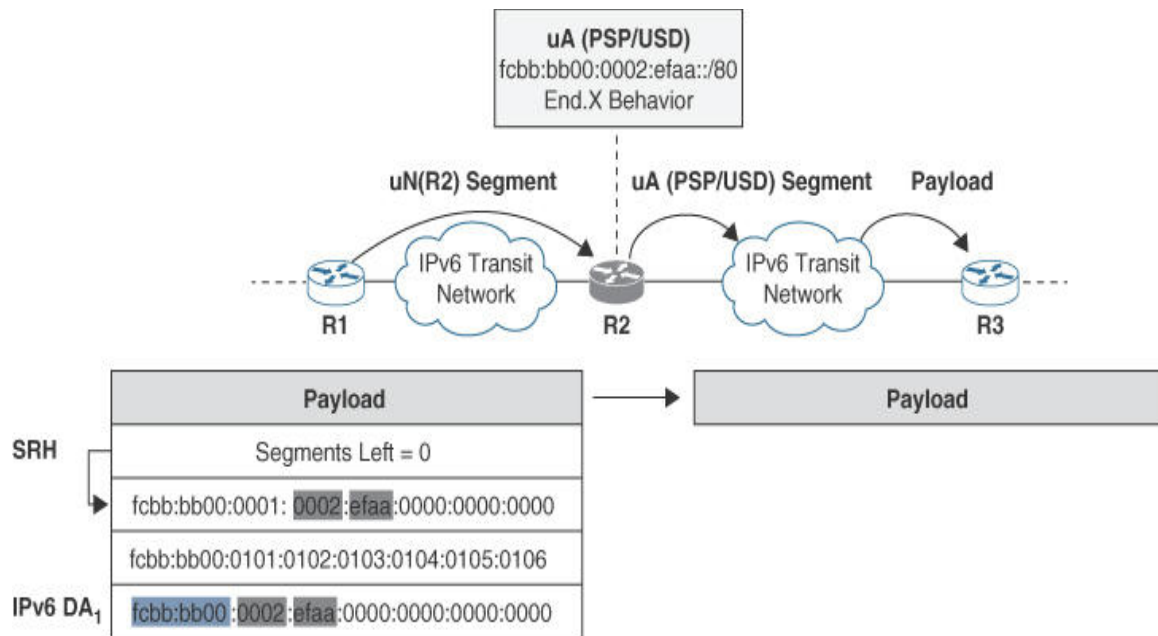 uA (PSP/USD)
fcbb:bb00:0002:efaa::/80
End.X Behavior
uN(R2) Segment
uA (PSP/USD) Segment
Payload
IPv6 Transit
Network
IPv6 Transit
Network
R1
R2
R3
Payload
Payload
SRH
Segments Left = 0
fcbb:bb00:0001: 0002:efaa:0000:0000:0000
fcbb:bb00:0101:0102:0103:0104:0105:0106
IPv6 DA1
fcbb:bb00:0002:efaa:0000:0000:0000:0000